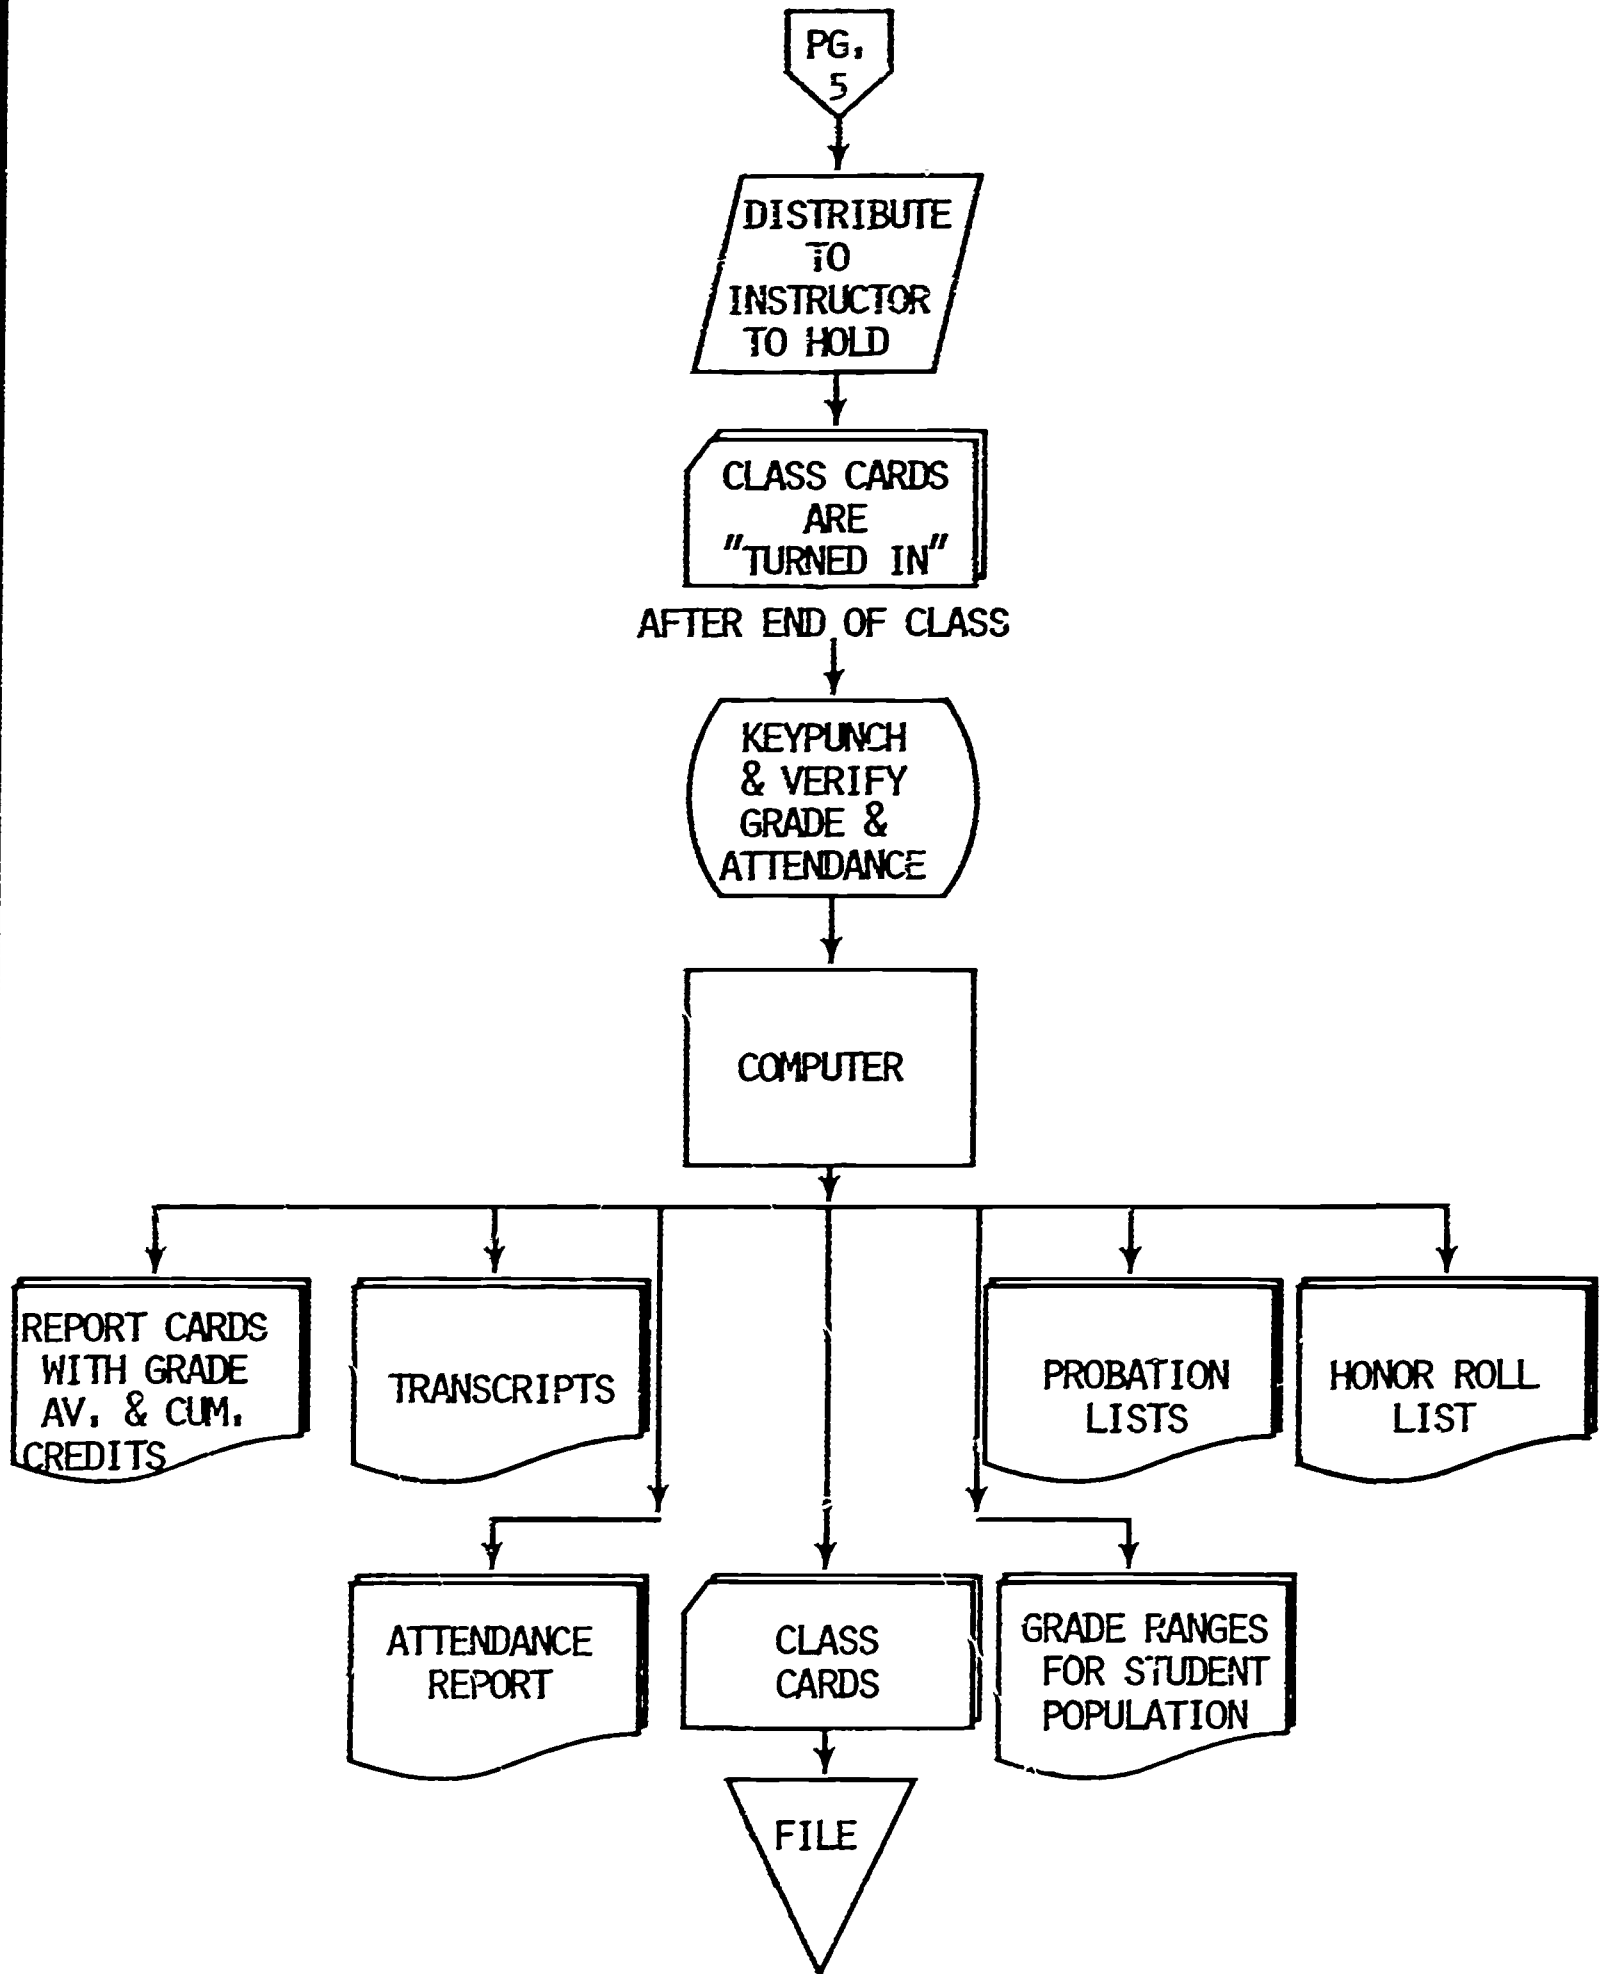 PG.
5
DISTRIBUTE
TO
INSTRUCTOR
TO HOLD
CLASS CARDS
ARE
"TURNED IN"
AFTER END OF CLASS
KEYPUNCH
& VERIFY
GRADE &
ATTENDANCE
COMPUTER
REPORT CARDS
WITH GRADE
AV. & CUM.
CREDITS
TRANSCRIPTS
PROBATION
LISTS
HONOR ROLL
LIST
ATTENDANCE
REPORT
CLASS
CARDS
GRADE RANGES
FOR STUDENT
POPULATION
FILE